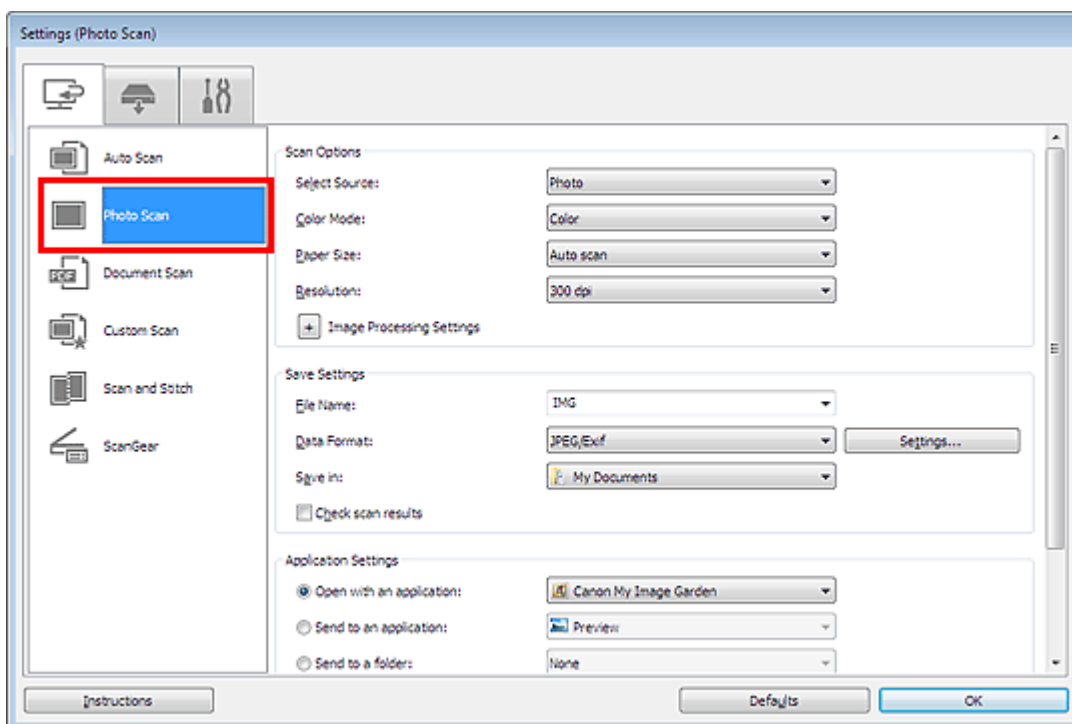 Settings (Photo Scan)
Auto Scan
Photo Scan
PDF
Document Scan
Custom Scan
Scan and Stitch
ScanGear
Scan Options
Select Source: Photo
Color Mode: Color
Paper Size: Auto scan
Resolution: 300 dpi
+ Image Processing Settings
Save Settings
File Name: IMG
Data Format: JPEG/Exif Settings...
Save in: My Documents
Check scan results
Application Settings
Open with an application: Canon My Image Garden
Send to an application: Preview
Send to a folder: None
Instructions Defaults OK